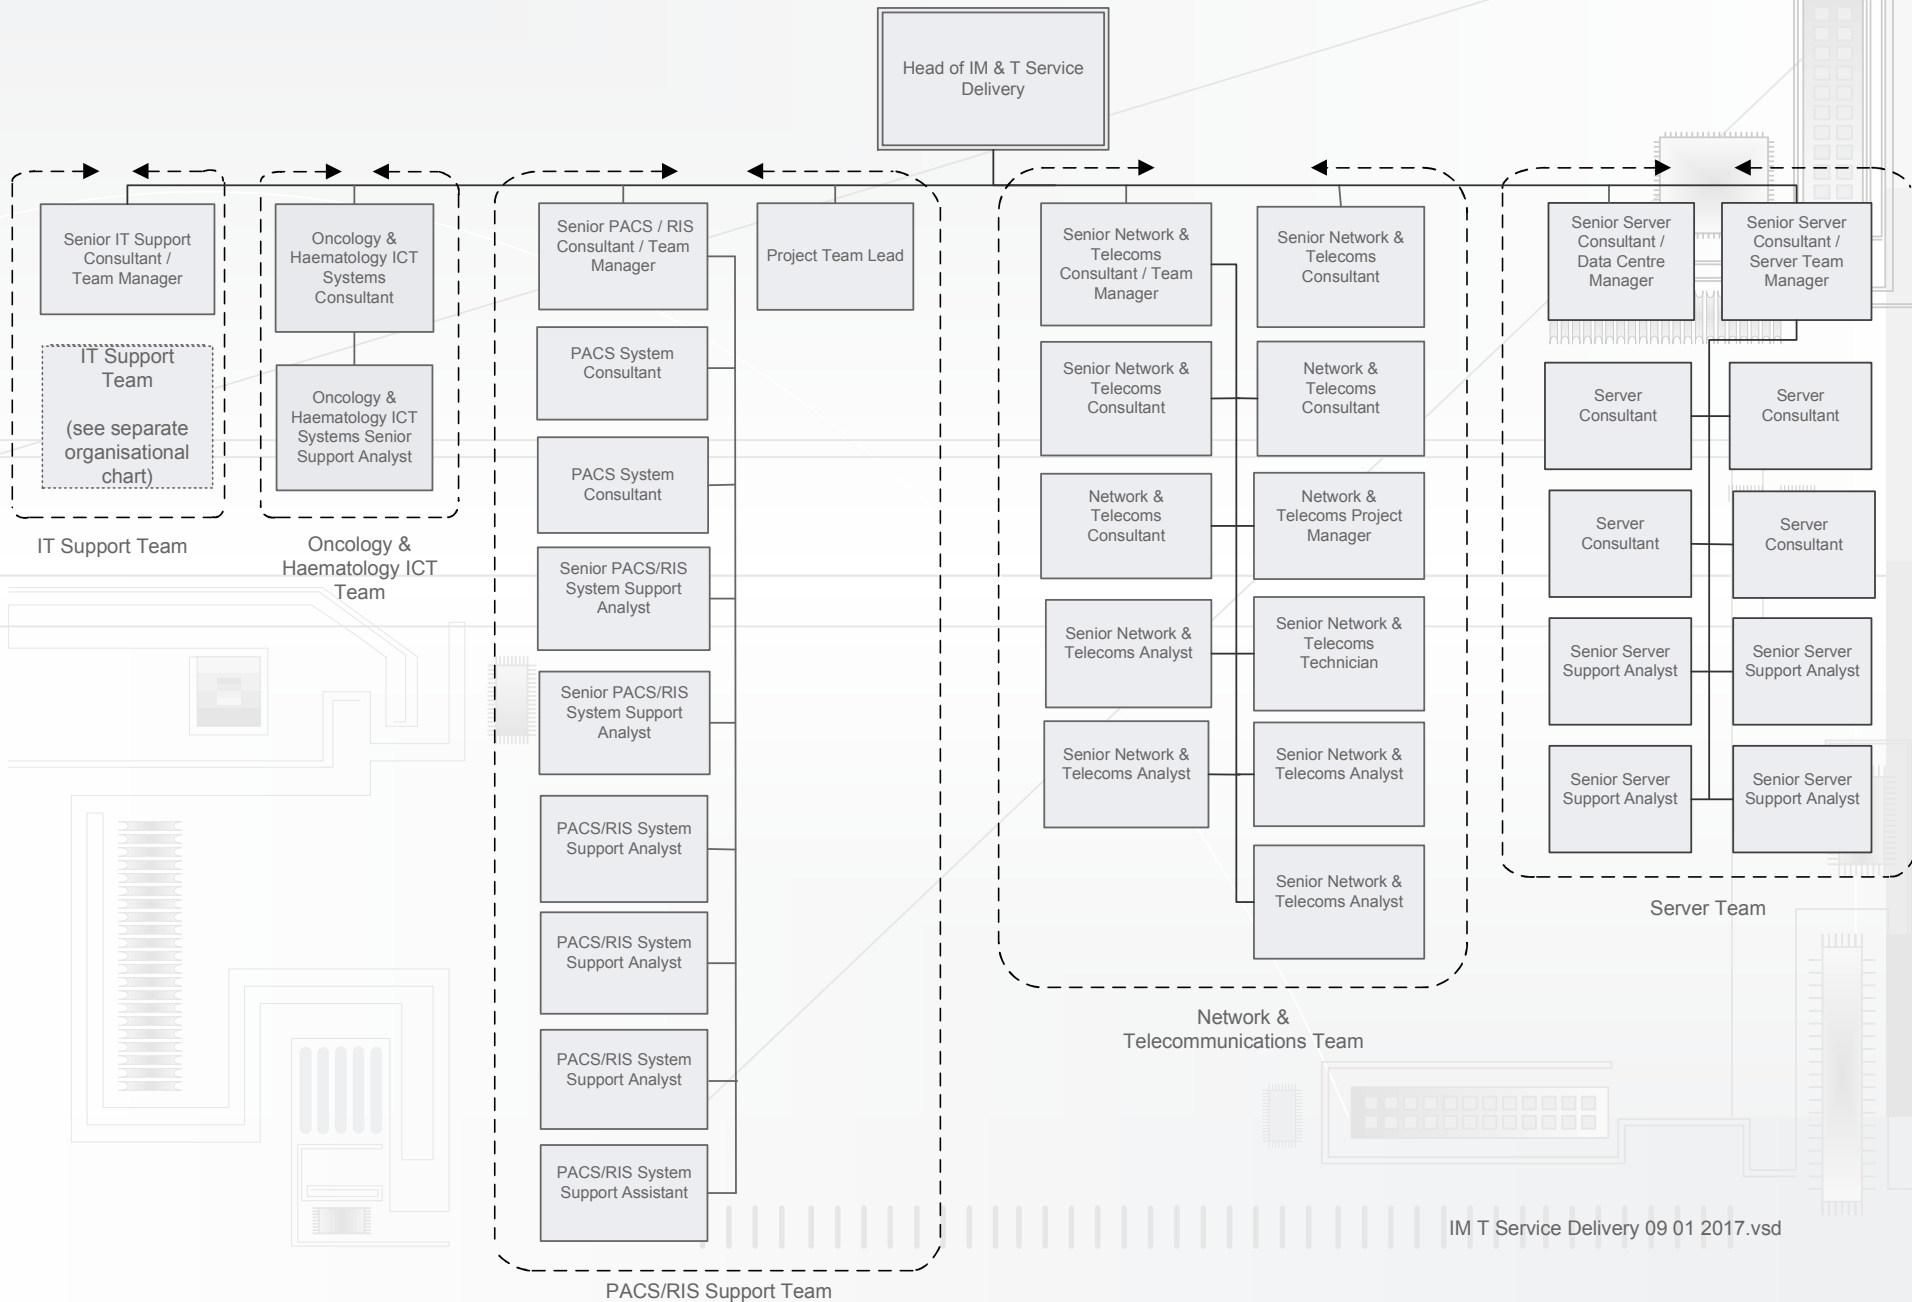 Head of IM & T Service
Delivery
Senior IT Support
Consultant /
Team Manager
IT Support
Team
(see separate
organisational
chart)
IT Support Team
Oncology &
Haematology ICT
Systems
Consultant
Oncology &
Haematology ICT
Systems Senior
Support Analyst
Oncology &
Haematology ICT
Team
Senior PACS / RIS
Consultant / Team
Manager
Project Team Lead
PACS System
Consultant
PACS System
Consultant
Senior PACS/RIS
System Support
Analyst
Senior PACS/RIS
System Support
Analyst
PACS/RIS System
Support Analyst
PACS/RIS System
Support Analyst
PACS/RIS System
Support Analyst
PACS/RIS System
Support Assistant
PACS/RIS Support Team
Senior Network &
Telecoms
Consultant / Team
Manager
Senior Network &
Telecoms
Consultant
Senior Network &
Telecoms
Consultant
Network &
Telecoms
Consultant
Network &
Telecoms
Consultant
Network &
Telecoms Project
Manager
Senior Network &
Telecoms Analyst
Senior Network &
Telecoms
Technician
Senior Network &
Telecoms Analyst
Senior Network &
Telecoms Analyst
Senior Network &
Telecoms Analyst
Network &
Telecommunications Team
Senior Server
Consultant /
Data Centre
Manager
Senior Server
Consultant /
Server Team
Manager
Server
Consultant
Server
Consultant
Server
Consultant
Server
Consultant
Senior Server
Support Analyst
Senior Server
Support Analyst
Senior Server
Support Analyst
Senior Server
Support Analyst
Server Team
IM T Service Delivery 09 01 2017.vsd